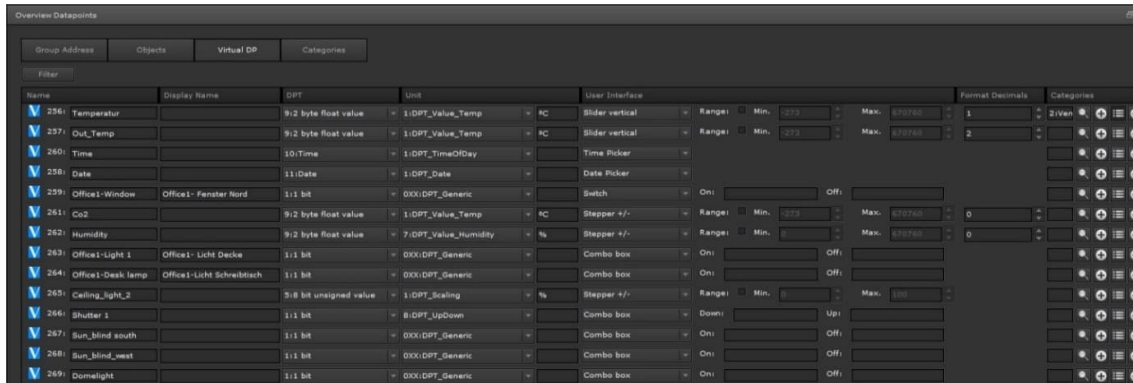 Overview Datapoints
Group Address Objects Virtual DP Categories
Filter
Name Display Name DPT Unit User Interface Format Decimals Categories
256: Temperatur 9:2 byte float value 1:DPT_Value_Temp ºC Slider vertical Range: Min. -273 Max. 670760 1 2:Ven
257: Out_Temp 9:2 byte float value 1:DPT_Value_Temp ºC Slider vertical Range: Min. -273 Max. 670760 2
260: Time 10:Time 1:DPT_TimeOfDay Time Picker
258: Date 11:Date 1:DPT_Date Date Picker
259: Office1-Window Office1- Fenster Nord 1:1 bit 0XX:DPT_Generic Switch On: Off:
261: Co2 9:2 byte float value 1:DPT_Value_Temp ºC Stepper +/- Range: Min. -273 Max. 670760 0
262: Humidity 9:2 byte float value 7:DPT_Value_Humidity % Stepper +/- Range: Min. 0 Max. 670760 0
263: Office1-Light 1 Office1- Licht Decke 1:1 bit 0XX:DPT_Generic Combo box On: Off:
264: Office1-Desk lamp Office1-Licht Schreibtisch 1:1 bit 0XX:DPT_Generic Combo box On: Off:
265: Ceiling_light_2 5:8 bit unsigned value 1:DPT_Scaling % Stepper +/- Range: Min. 0 Max. 100
266: Shutter 1 1:1 bit 8:DPT_UpDown Combo box Down: Up:
267: Sun_blind south 1:1 bit 0XX:DPT_Generic Combo box On: Off:
268: Sun_blind_west 1:1 bit 0XX:DPT_Generic Combo box On: Off:
269: Domelight 1:1 bit 0XX:DPT_Generic Combo box On: Off: